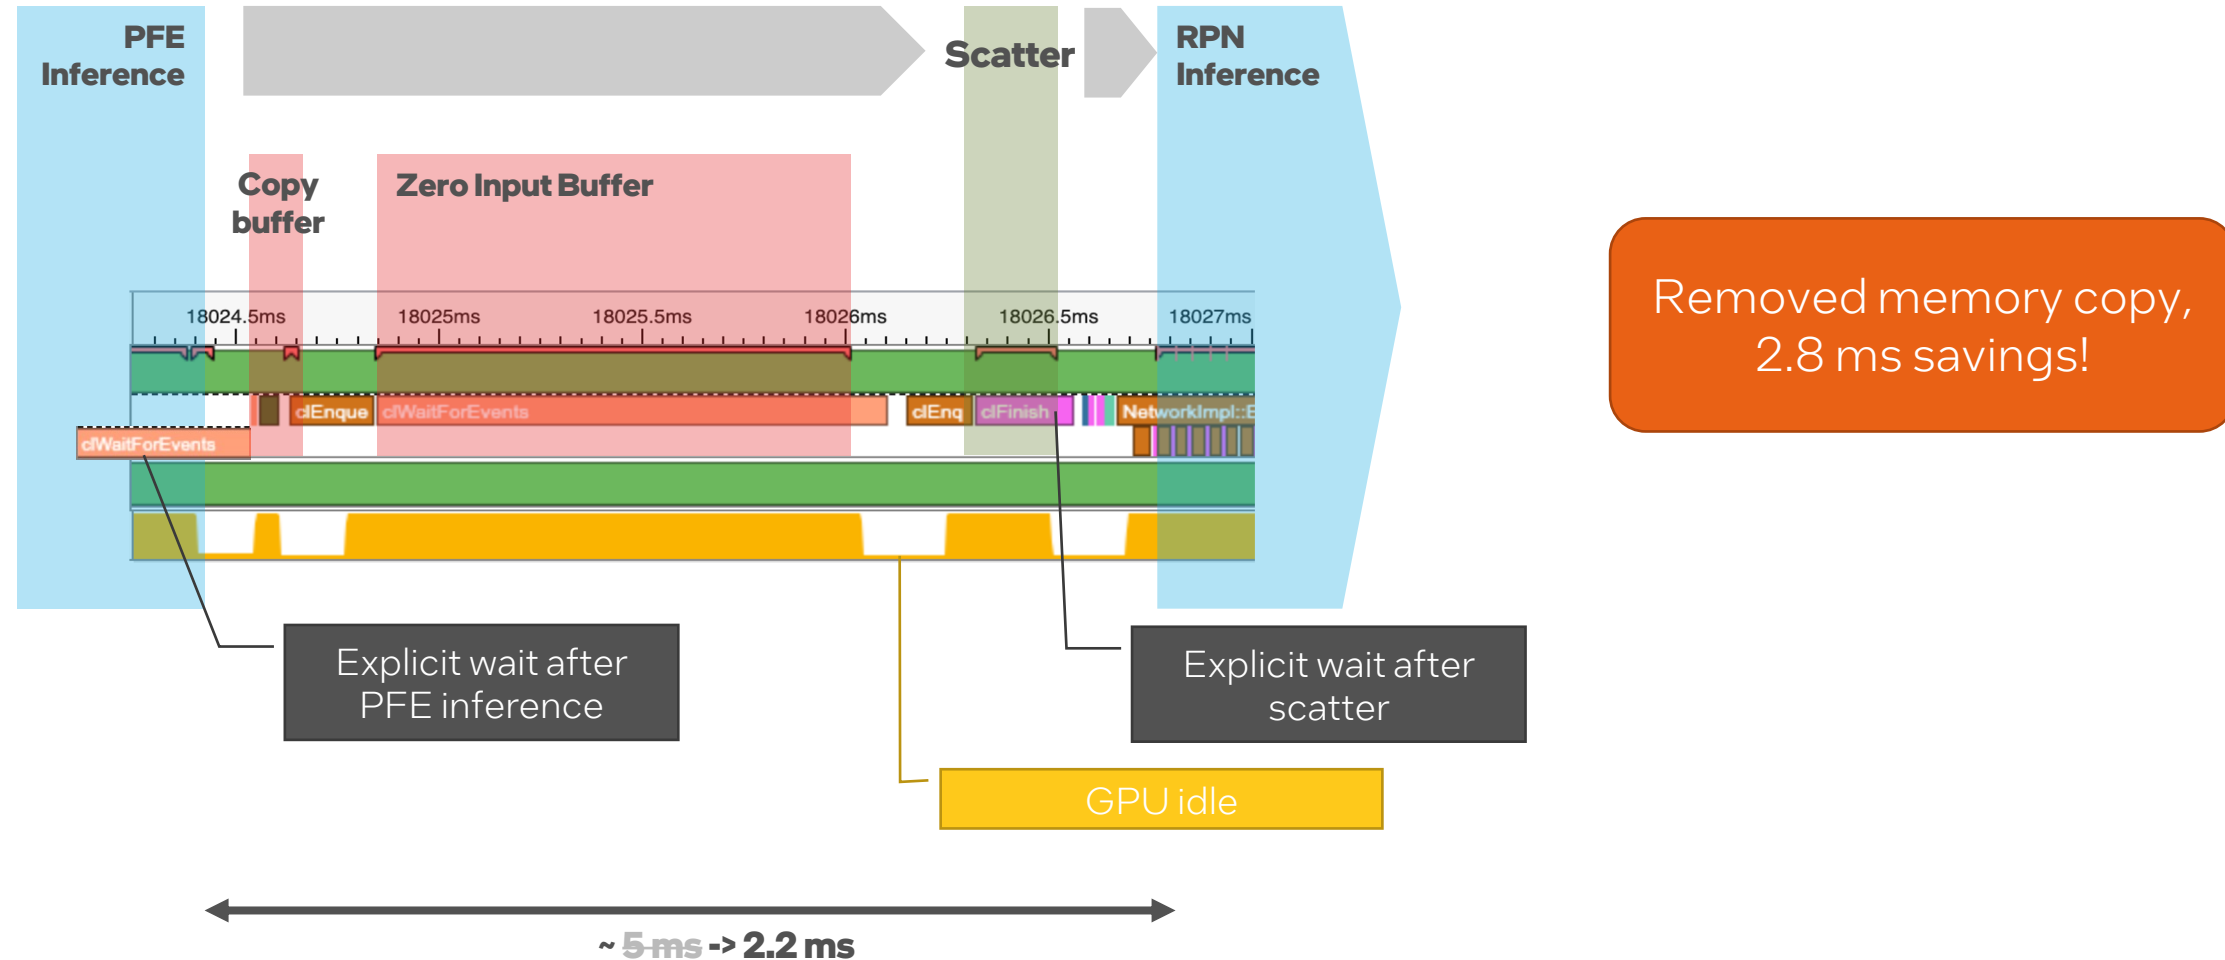 PFE
Inference
Scatter
RPN
Inference
Copy
buffer
Zero Input Buffer
18024.5ms
18025ms
18025.5ms
18026ms
18026.5ms
18027ms
clEnque
clWaitForEvents
clEnq
clFinish
NetworkImpl::E
clWaitForEvents
Removed memory copy,
2.8 ms savings!
Explicit wait after
PFE inference
Explicit wait after
scatter
GPU idle
~ 5 ms -> 2.2 ms